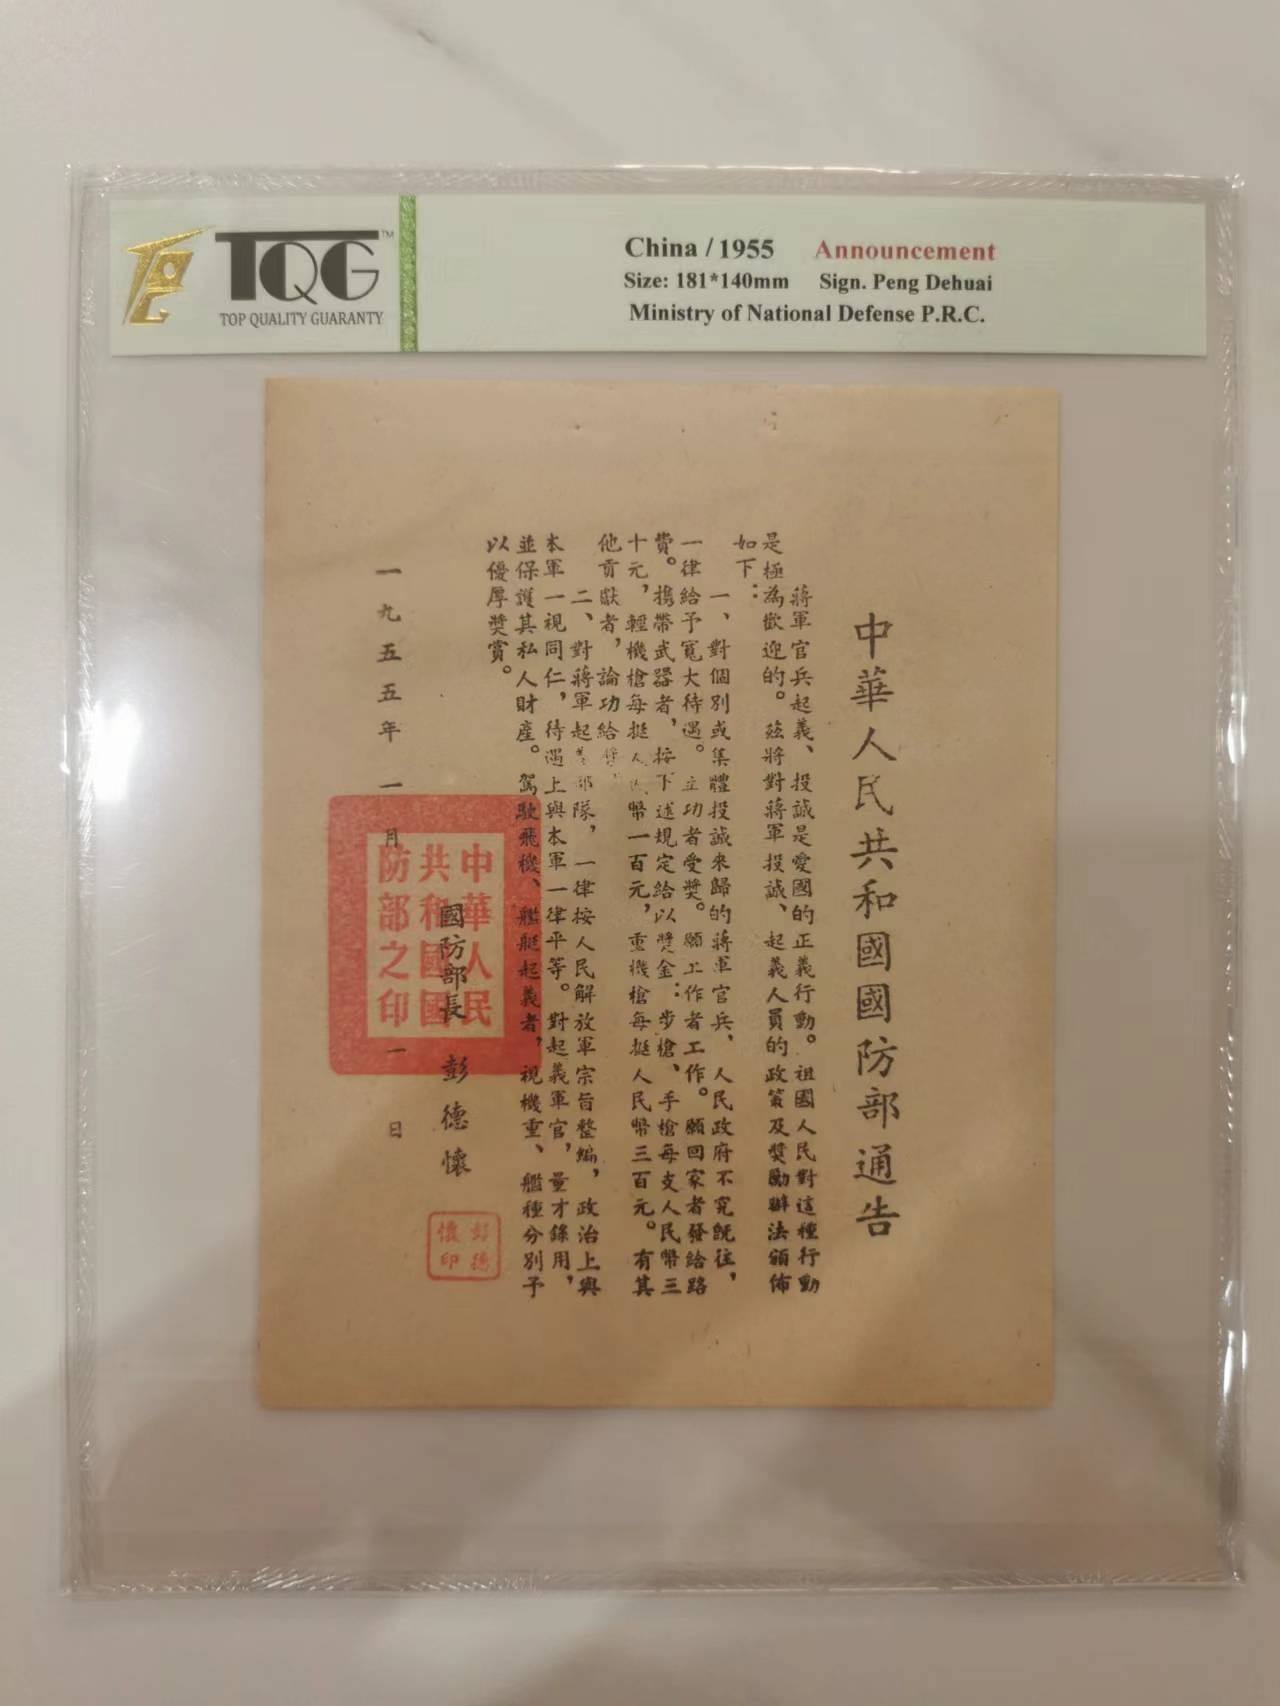 TQG™
TOP QUALITY GUARANTY
China / 1955 Announcement
Size: 181*140mm Sign. Peng Dehuai
Ministry of National Defense P.R.C.
中華人民共和國國防部通告
蔣軍官兵起義、投誠是愛國的正義行動。祖國人民對這種行動
是極為歡迎的。茲將對蔣軍投誠、起義人員的政策及獎勵辦法頒佈
如下：
一、對個別或集體投誠來歸的蔣軍官兵，人民政府不究既往，
一律給予寬大待遇。立功者受獎。願工作者工作。願回家者發給路
費。攜帶武器者，按下述規定給以獎金：步槍、手槍每支人民幣三
十元，輕機槍每挺人民幣一百元，重機槍每挺人民幣三百元。有其
他貢獻者，論功給獎。
二、對蔣軍起義部隊，一律按人民解放軍宗旨整編，政治上與
本軍一視同仁，待遇上與本軍一律平等。對起義軍官，量才錄用，
並保護其私人財產。駕駛飛機、艦艇起義者，視機重、艦種分別予
以優厚獎賞。
國防部長 彭德懷
彭德
懷印
中華人民
共和國國
防部之印
一九五五年一月一日